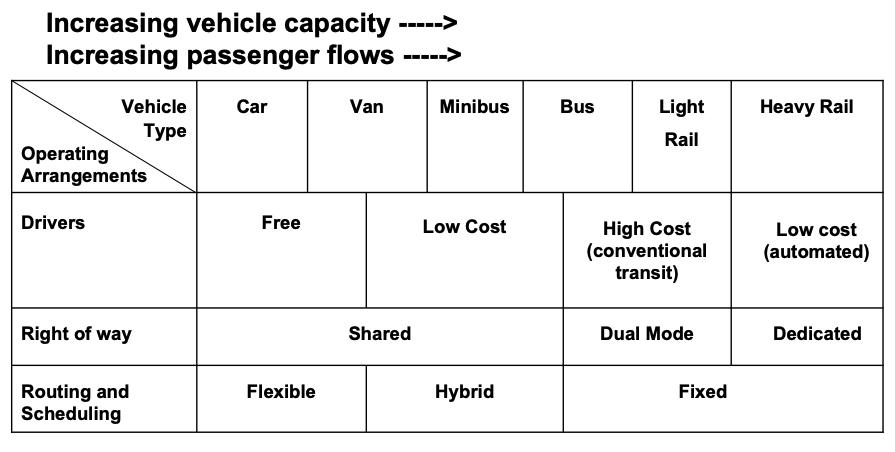 Increasing vehicle capacity ----->
Increasing passenger flows ----->
Vehicle
Type
Operating
Arrangements
Car
Van
Minibus
Bus
Light
Rail
Heavy Rail
Drivers
Free
Low Cost
High Cost
(conventional
transit)
Low cost
(automated)
Right of way
Shared
Dual Mode
Dedicated
Routing and
Scheduling
Flexible
Hybrid
Fixed